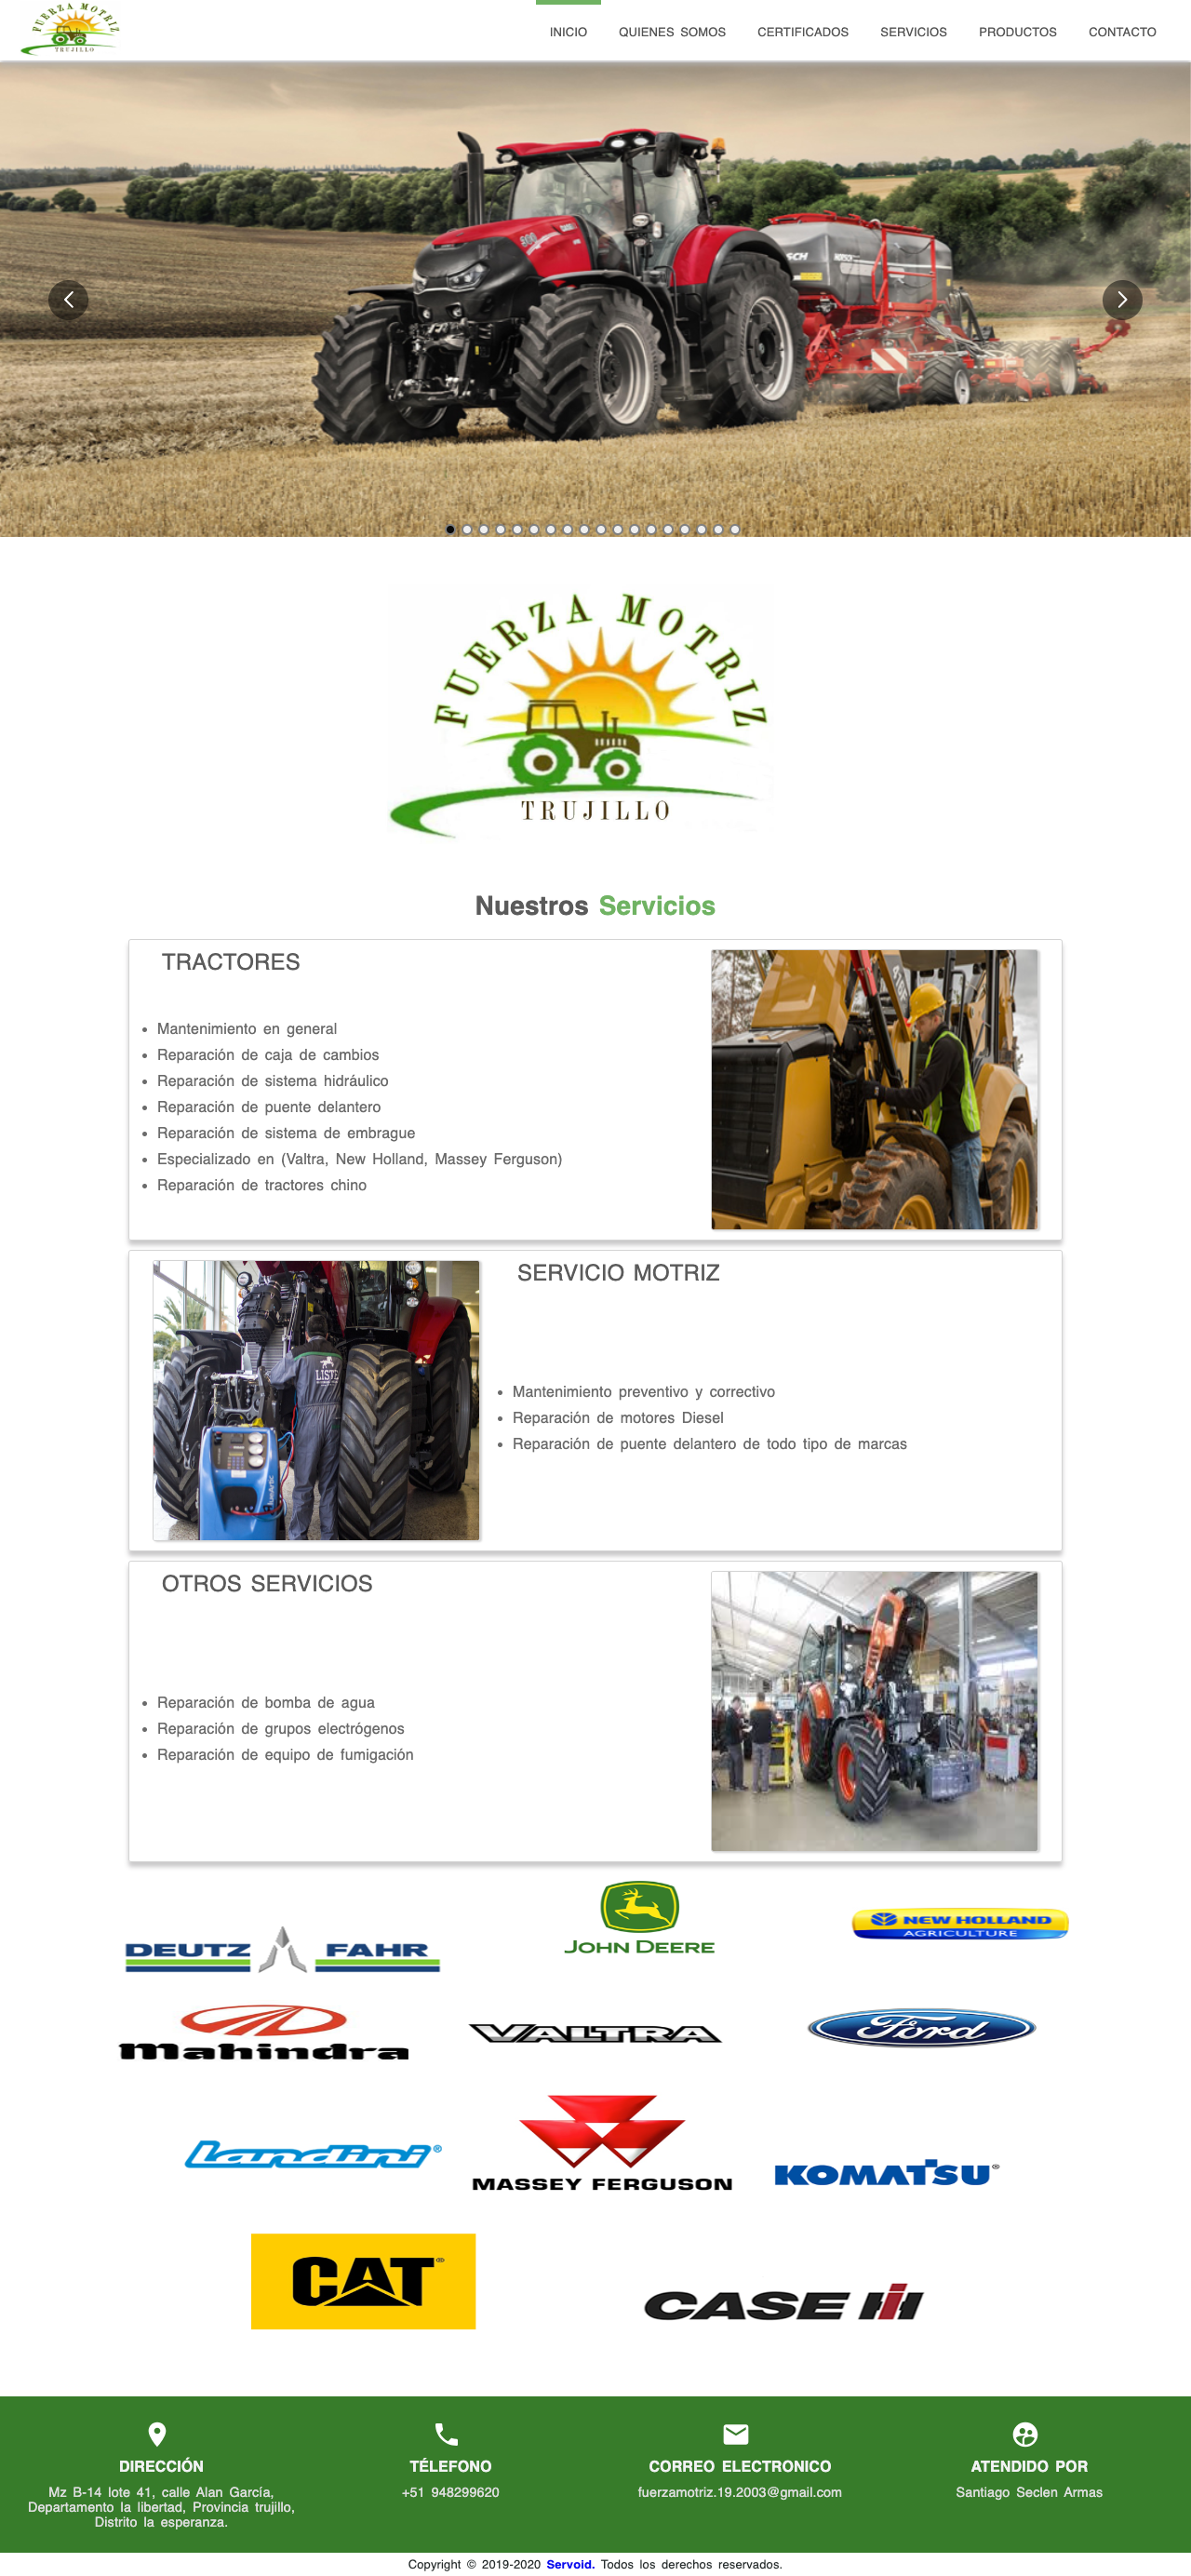 FUERZA MOTRIZ
TRUJILLO
INICIO
QUIENES SOMOS
CERTIFICADOS
SERVICIOS
PRODUCTOS
CONTACTO
FUERZA MOTRIZ
TRUJILLO
Nuestros Servicios
TRACTORES
Mantenimiento en general
Reparación de caja de cambios
Reparación de sistema hidráulico
Reparación de puente delantero
Reparación de sistema de embrague
Especializado en (Valtra, New Holland, Massey Ferguson)
Reparación de tractores chino
SERVICIO MOTRIZ
Mantenimiento preventivo y correctivo
Reparación de motores Diesel
Reparación de puente delantero de todo tipo de marcas
OTROS SERVICIOS
Reparación de bomba de agua
Reparación de grupos electrógenos
Reparación de equipo de fumigación
DEUTZ FAHR
JOHN DEERE
NEW HOLLAND
AGRICULTURE
Mahindra
VALTRA
Ford
Landini®
MASSEY FERGUSON
KOMATSU®
CAT®
CASE IH
DIRECCIÓN
Mz B-14 lote 41, calle Alan García,
Departamento la libertad, Provincia trujillo,
Distrito la esperanza.
TÉLEFONO
+51 948299620
CORREO ELECTRONICO
fuerzamotriz.19.2003@gmail.com
ATENDIDO POR
Santiago Seclen Armas
Copyright © 2019-2020 Servoid. Todos los derechos reservados.